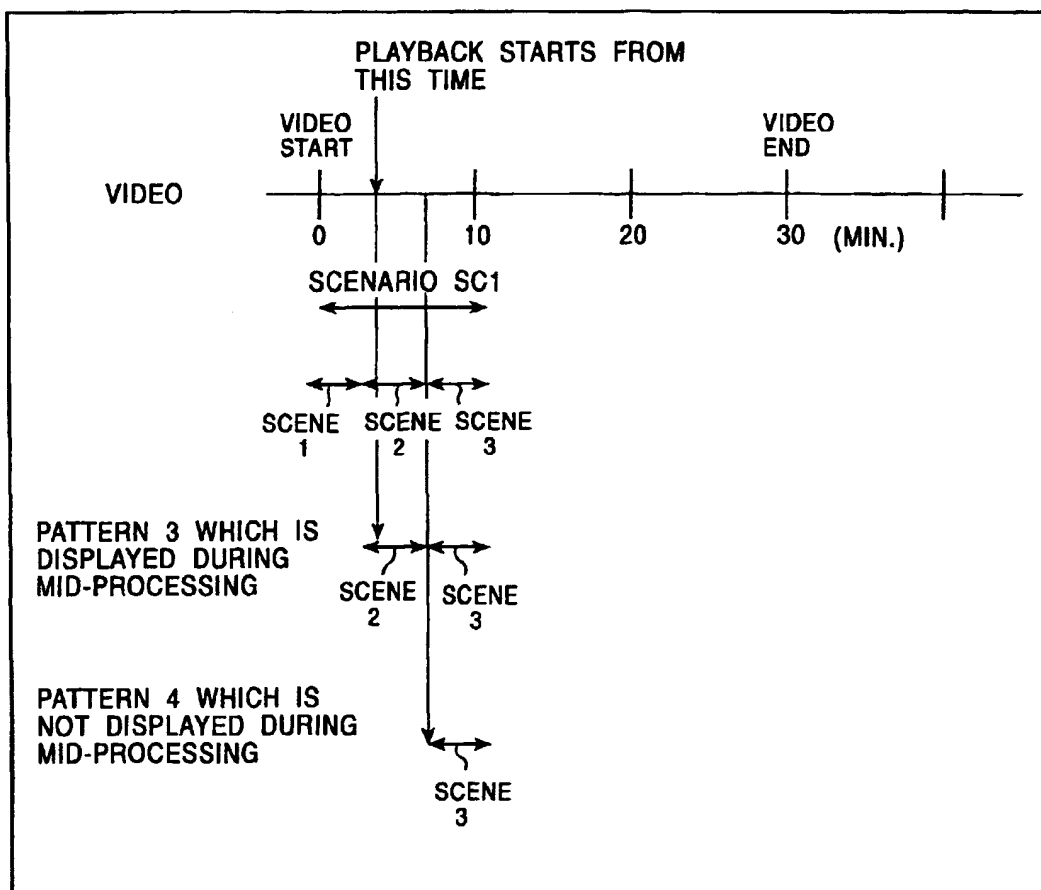 PLAYBACK STARTS FROM
THIS TIME
VIDEO
START
VIDEO
END
VIDEO
0
10
20
30
(MIN.)
SCENARIO SC1
SCENE
1
SCENE
2
SCENE
3
PATTERN 3 WHICH IS
DISPLAYED DURING
MID-PROCESSING
SCENE
2
SCENE
3
PATTERN 4 WHICH IS
NOT DISPLAYED DURING
MID-PROCESSING
SCENE
3